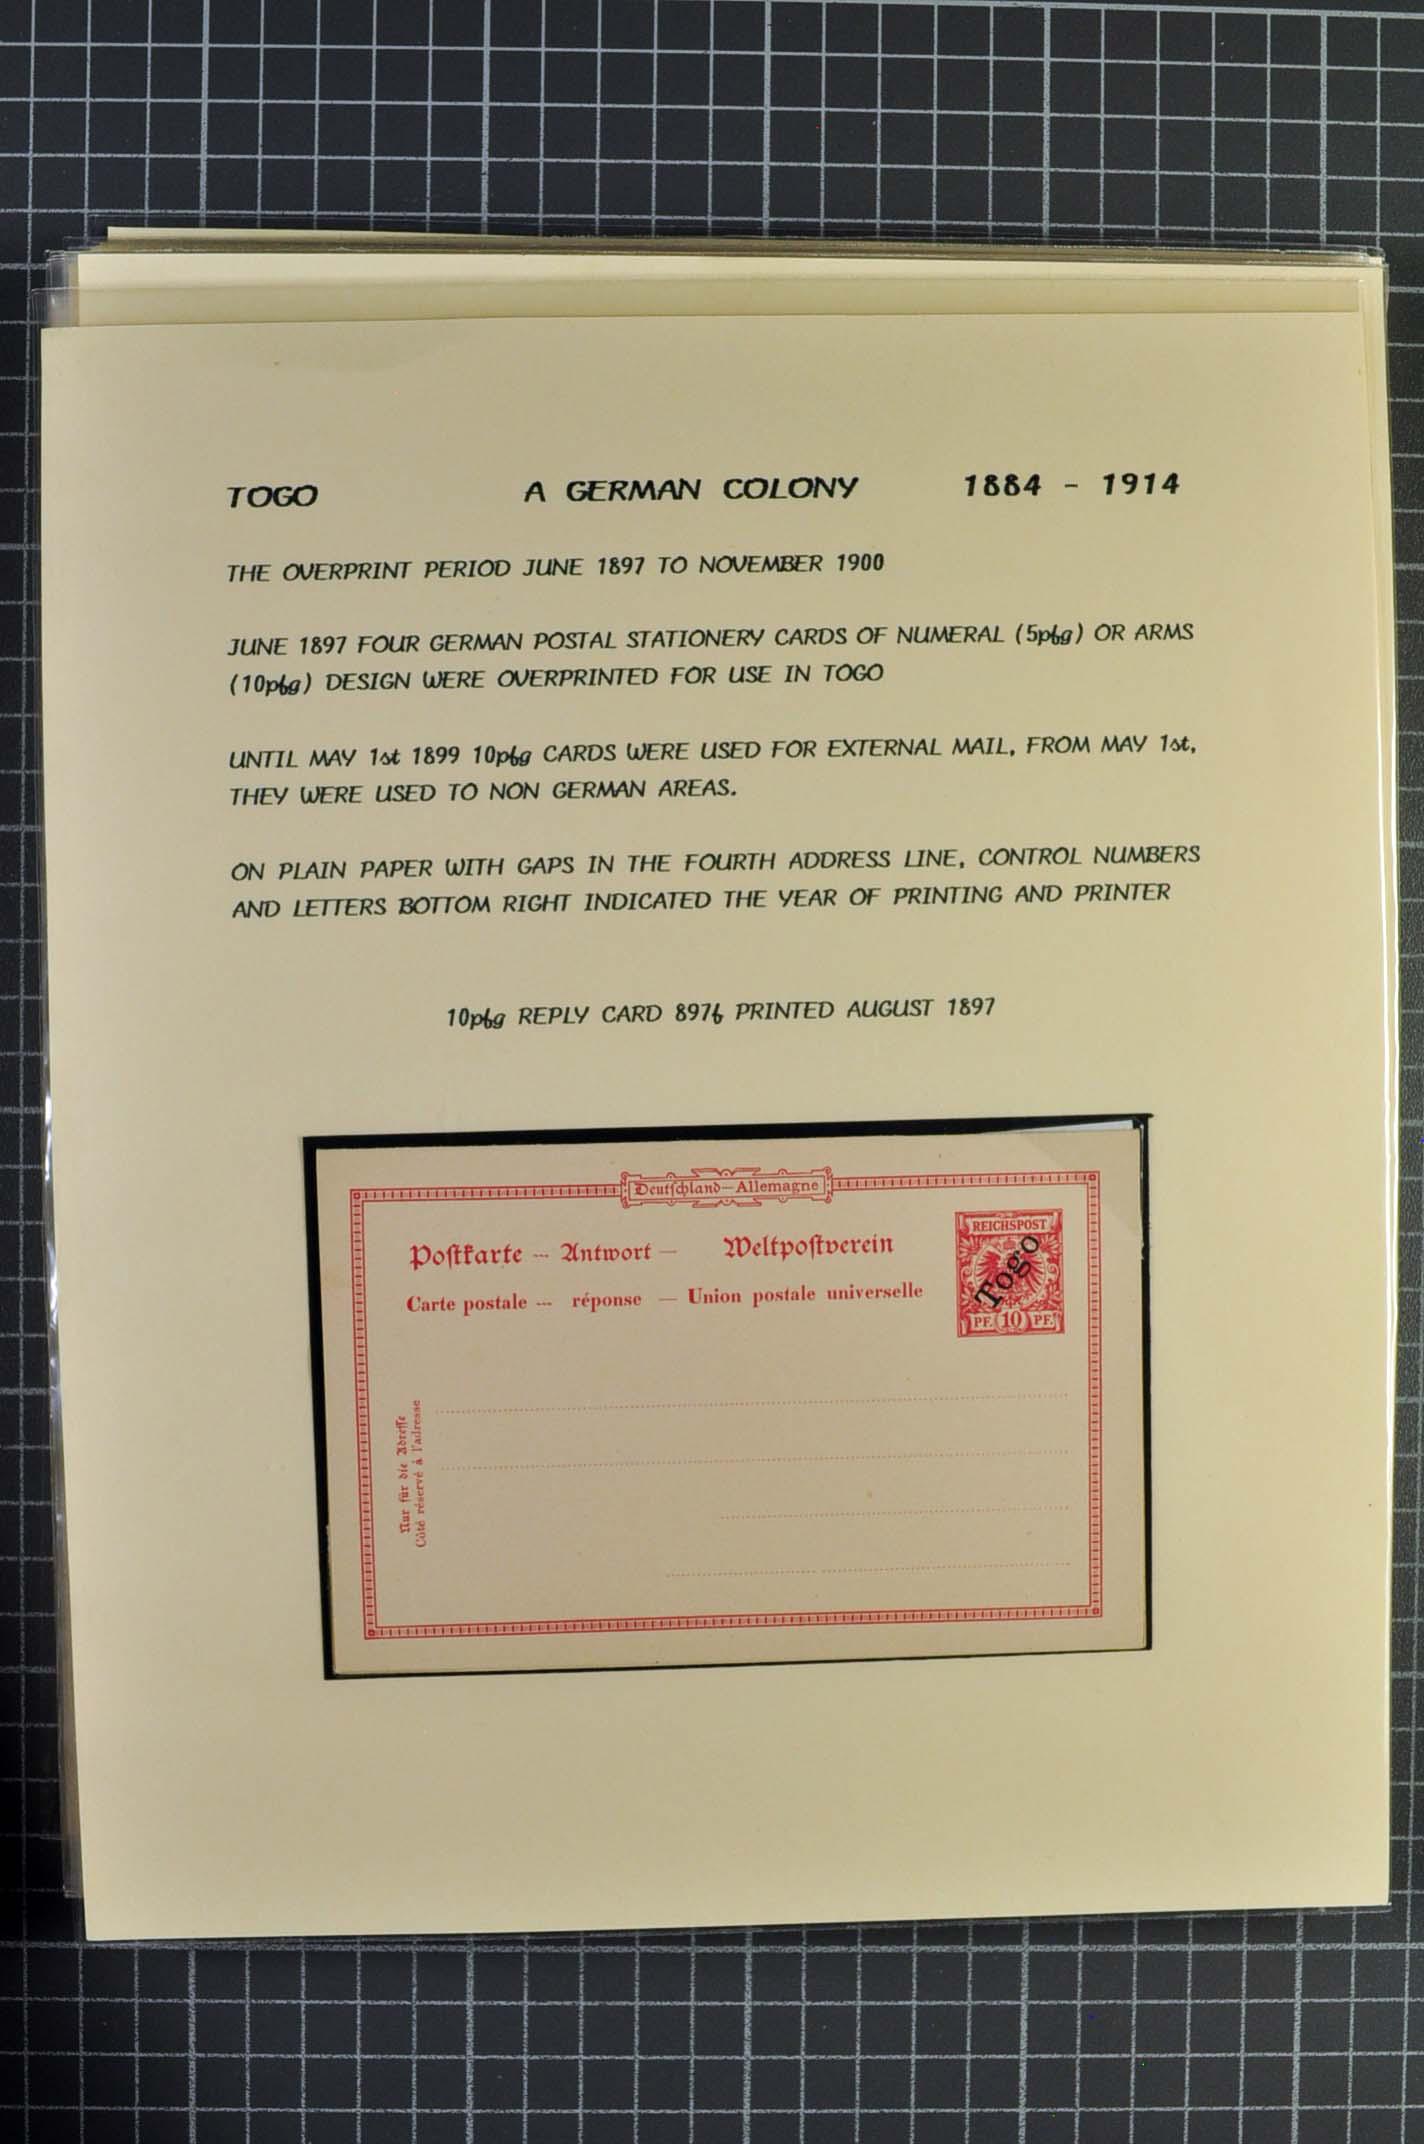 TOGO A GERMAN COLONY 1884 - 1914
THE OVERPRINT PERIOD JUNE 1897 TO NOVEMBER 1900
JUNE 1897 FOUR GERMAN POSTAL STATIONERY CARDS OF NUMERAL (5pfg) OR ARMS
(10pfg) DESIGN WERE OVERPRINTED FOR USE IN TOGO
UNTIL MAY 1st 1899 10pfg CARDS WERE USED FOR EXTERNAL MAIL, FROM MAY 1st,
THEY WERE USED TO NON GERMAN AREAS.
ON PLAIN PAPER WITH GAPS IN THE FOURTH ADDRESS LINE, CONTROL NUMBERS
AND LETTERS BOTTOM RIGHT INDICATED THE YEAR OF PRINTING AND PRINTER
10pfg REPLY CARD 897f PRINTED AUGUST 1897
Deutſchland—Allemagne
Poſtkarte — Antwort — Weltpoſtverein
Carte postale — réponse — Union postale universelle
REICHSPOST
Togo
PF. 10 PF.
Nur für die Adreſſe
Côté réservé à l'adresse